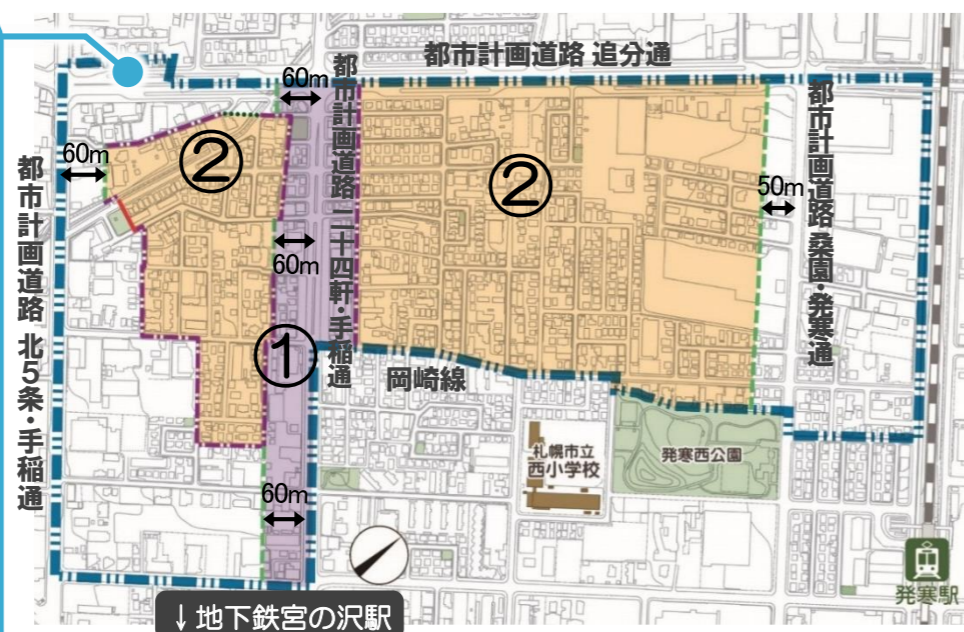 都市計画道路 追分通
60m
都市計画道路 二十四軒・手稲通
都市計画道路 桑園・発寒通
②
②
60m
都市計画道路 北5条・手稲通
50m
60m
①
岡崎線
札幌市立
西小学校
発寒西公園
60m
発寒駅
↓地下鉄宮の沢駅